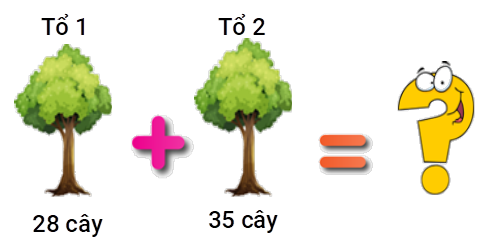 Tổ 1
Tổ 2
+
=
?
28 cây
35 cây